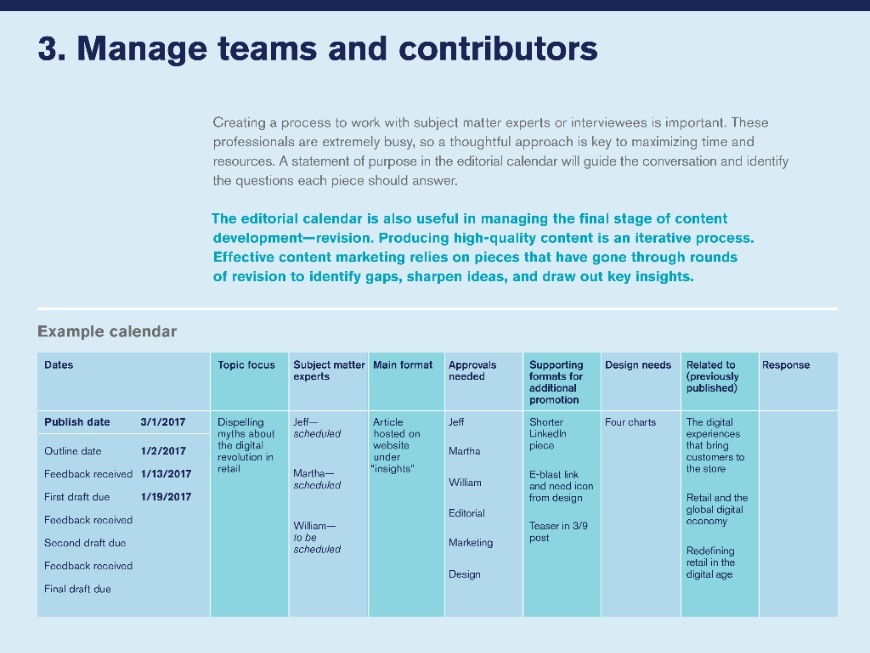 3. Manage teams and contributors
Creating a process to work with subject matter experts or interviewees is important. These
professionals are extremely busy, so a thoughtful approach is key to maximizing time and
resources. A statement of purpose in the editorial calendar will guide the conversation and identify
the questions each piece should answer.
The editorial calendar is also useful in managing the final stage of content
development—revision. Producing high-quality content is an iterative process.
Effective content marketing relies on pieces that have gone through rounds
of revision to identify gaps, sharpen ideas, and draw out key insights.
Example calendar
Dates
Publish date 3/1/2017
Outline date 1/2/2017
Feedback received 1/13/2017
First draft due 1/19/2017
Feedback received
Second draft due
Feedback received
Final draft due
Topic focus
Dispelling
myths about
the digital
revolution in
retail
Subject matter
experts
Jeff—
scheduled
Martha—
scheduled
William—
to be
scheduled
Main format
Article
hosted on
website
under
"insights"
Approvals
needed
Jeff
Martha
William
Editorial
Marketing
Design
Supporting
formats for
additional
promotion
Shorter
LinkedIn
piece
E-blast link
and need icon
from design
Teaser in 3/9
post
Design needs
Four charts
Related to
(previously
published)
The digital
experiences
that bring
customers to
the store
Retail and the
global digital
economy
Redefining
retail in the
digital age
Response